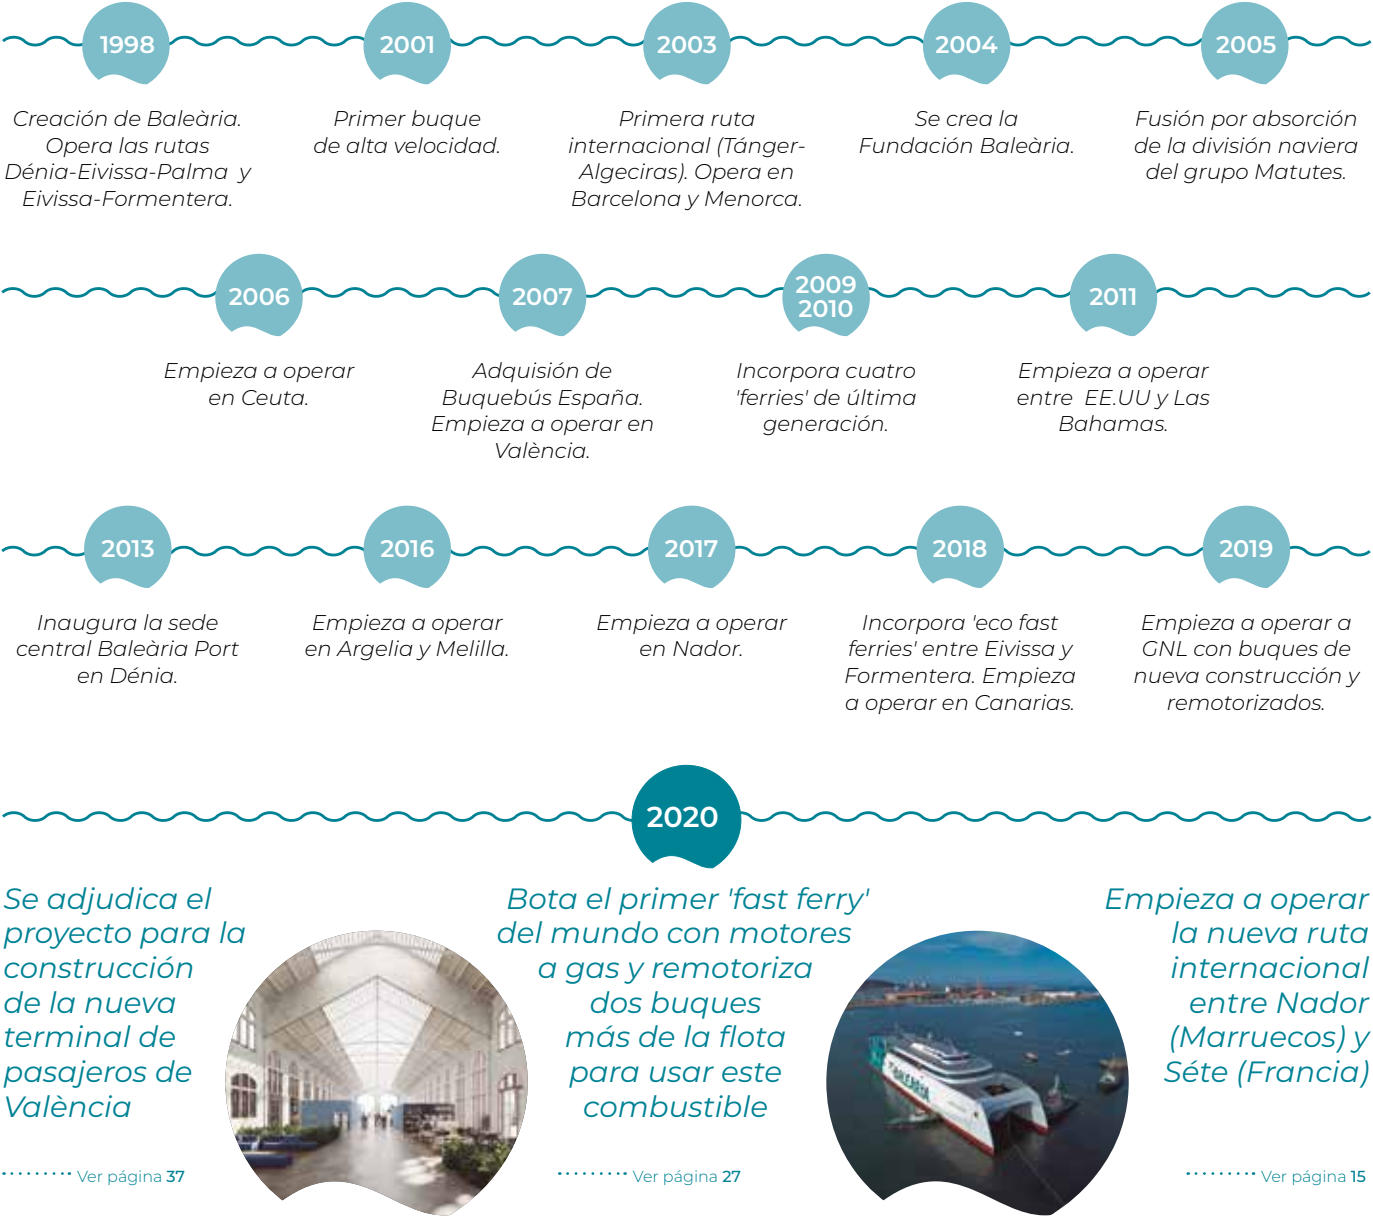 1998
2001
2003
2004
2005
Creación de Baleària.
Opera las rutas
Dénia-Eivissa-Palma y
Eivissa-Formentera.
Primer buque
de alta velocidad.
Primera ruta
internacional (Tánger-
Algeciras). Opera en
Barcelona y Menorca.
Se crea la
Fundación Baleària.
Fusión por absorción
de la división naviera
del grupo Matutes.
2006
2007
2009
2010
2011
Empieza a operar
en Ceuta.
Adquisión de
Buquebús España.
Empieza a operar en
València.
Incorpora cuatro
'ferries' de última
generación.
Empieza a operar
entre EE.UU y Las
Bahamas.
2013
2016
2017
2018
2019
Inaugura la sede
central Baleària Port
en Dénia.
Empieza a operar
en Argelia y Melilla.
Empieza a operar
en Nador.
Incorpora 'eco fast
ferries' entre Eivissa y
Formentera. Empieza
a operar en Canarias.
Empieza a operar a
GNL con buques de
nueva construcción y
remotorizados.
2020
Se adjudica el
proyecto para la
construcción
de la nueva
terminal de
pasajeros de
València
Ver página 37
Bota el primer 'fast ferry'
del mundo con motores
a gas y remotoriza
dos buques
más de la flota
para usar este
combustible
Ver página 27
BALEÀRIA
Empieza a operar
la nueva ruta
internacional
entre Nador
(Marruecos) y
Séte (Francia)
Ver página 15